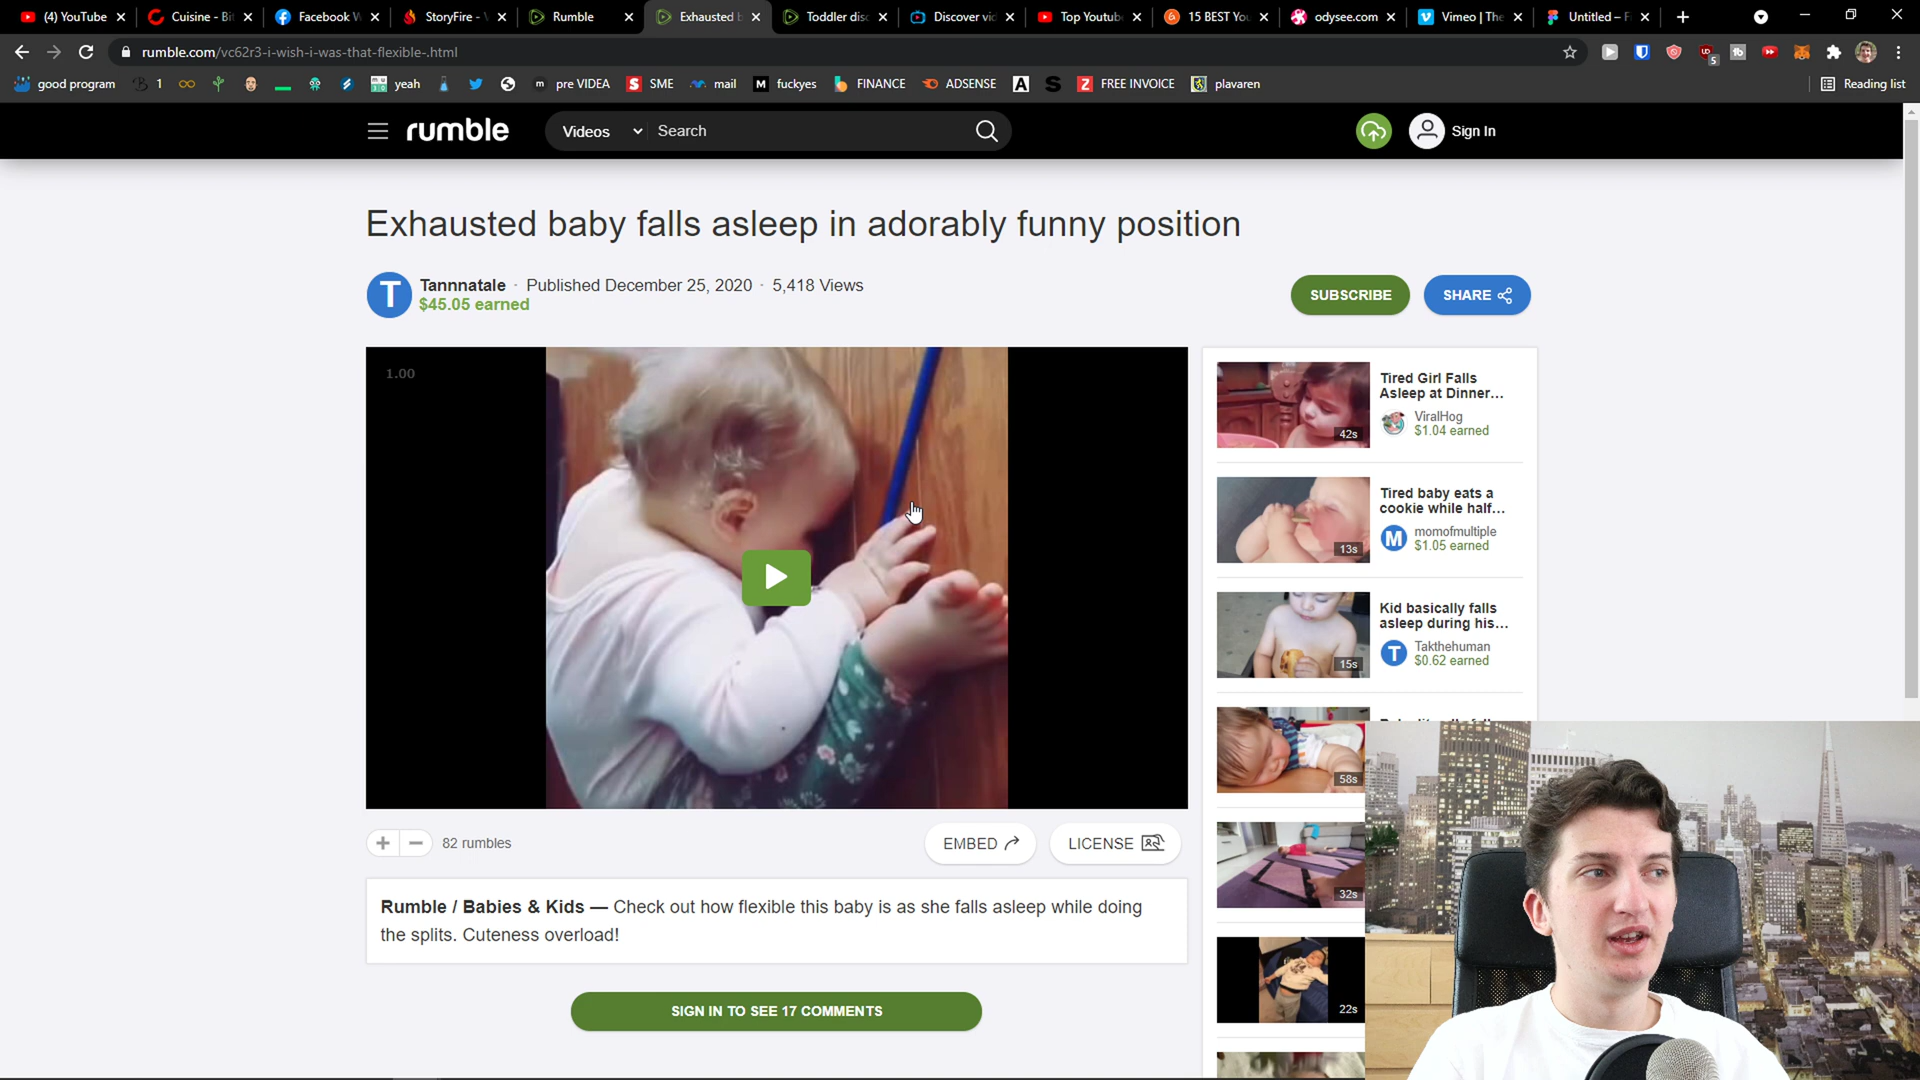 (4) YouTube
Cuisine - Bi
Facebook W
StoryFire -
Rumble
Exhausted b
Toddler dis
Discover vi
Top Youtub
15 BEST You
odysee.com
Vimeo | The
Untitled – F
rumble.com/vc62r3-i-wish-i-was-that-flexible-.html
5
good program
1
yeah
pre VIDEA
SME
mail
fuckyes
FINANCE
ADSENSE
FREE INVOICE
plavaren
Reading list
rumble
Videos
Search
Sign In
Exhausted baby falls asleep in adorably funny position
T
Tannnatale · Published December 25, 2020 · 5,418 Views
$45.05 earned
SUBSCRIBE
SHARE
1.00
Tired Girl Falls
Asleep at Dinner...
ViralHog
$1.04 earned
42s
Tired baby eats a
cookie while half...
M
momofmultiple
$1.05 earned
13s
Kid basically falls
asleep during his...
T
Takthehuman
$0.62 earned
15s
58s
32s
22s
82 rumbles
EMBED
LICENSE
Rumble / Babies & Kids — Check out how flexible this baby is as she falls asleep while doing
the splits. Cuteness overload!
SIGN IN TO SEE 17 COMMENTS